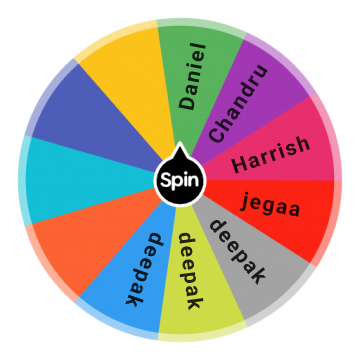 Daniel
Chandru
Harrish
jegaa
deepak
deepak
deepak
Spin